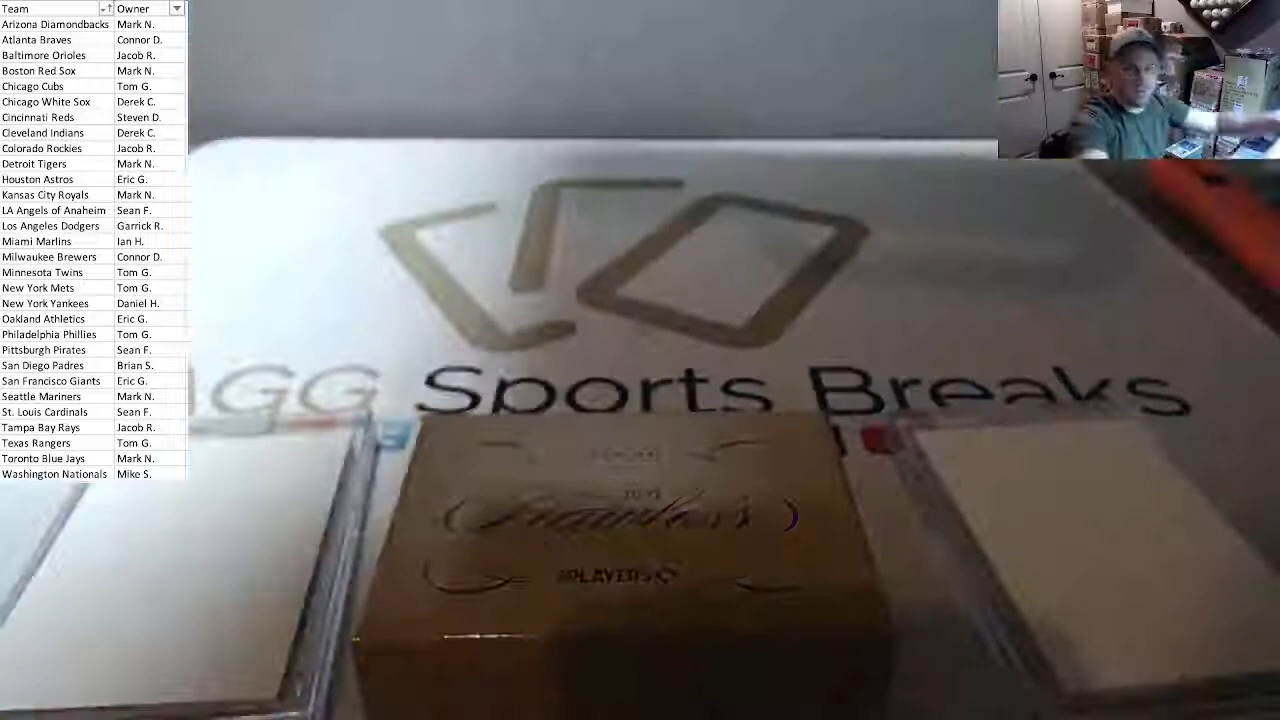 Team Owner
Arizona Diamondbacks Mark N.
Atlanta Braves Connor D.
Baltimore Orioles Jacob R.
Boston Red Sox Mark N.
Chicago Cubs Tom G.
Chicago White Sox Derek C.
Cincinnati Reds Steven D.
Cleveland Indians Derek C.
Colorado Rockies Jacob R.
Detroit Tigers Mark N.
Houston Astros Eric G.
Kansas City Royals Mark N.
LA Angels of Anaheim Sean F.
Los Angeles Dodgers Garrick R.
Miami Marlins Ian H.
Milwaukee Brewers Connor D.
Minnesota Twins Tom G.
New York Mets Tom G.
New York Yankees Daniel H.
Oakland Athletics Eric G.
Philadelphia Phillies Tom G.
Pittsburgh Pirates Sean F.
San Diego Padres Brian S.
San Francisco Giants Eric G.
Seattle Mariners Mark N.
St. Louis Cardinals Sean F.
Tampa Bay Rays Jacob R.
Texas Rangers Tom G.
Toronto Blue Jays Mark N.
Washington Nationals Mike S.
AGG Sports Breaks
PLAYERS